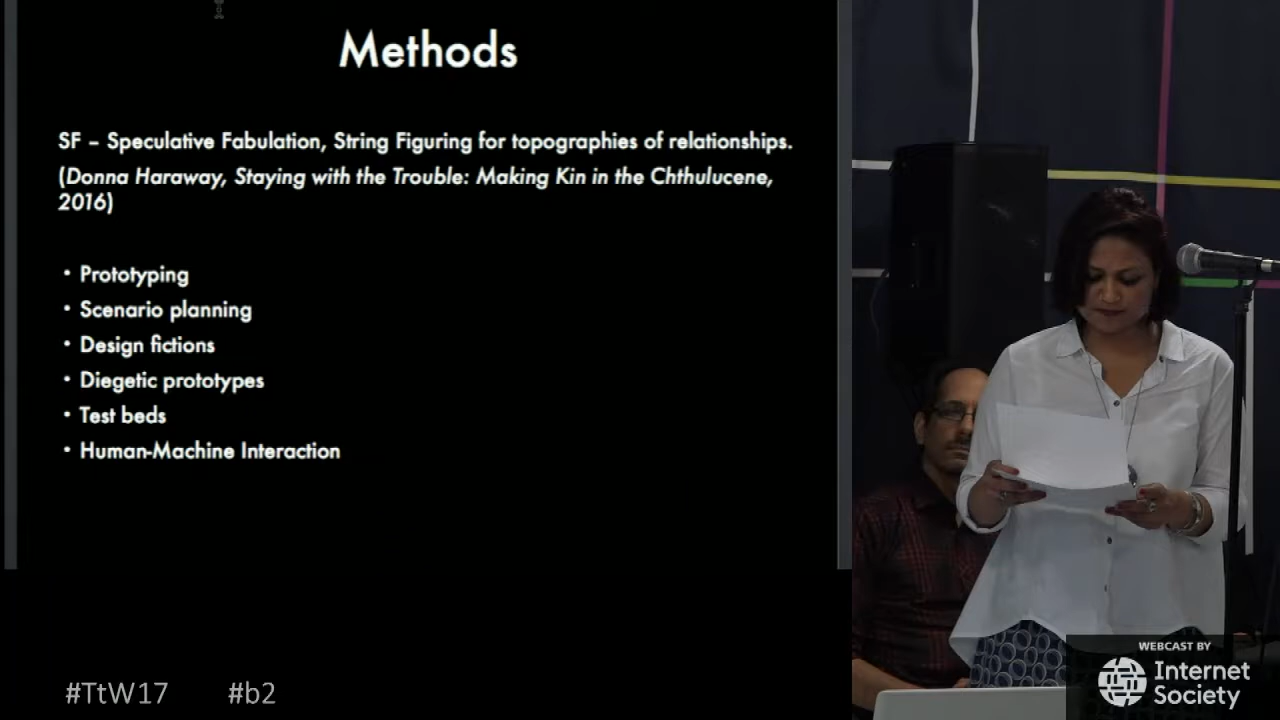 Methods
SF – Speculative Fabulation, String Figuring for topographies of relationships.
(Donna Haraway, Staying with the Trouble: Making Kin in the Chthulucene,
2016)
• Prototyping
• Scenario planning
• Design fictions
• Diegetic prototypes
• Test beds
• Human-Machine Interaction
#TtW17 #b2
WEBCAST BY
Internet
Society